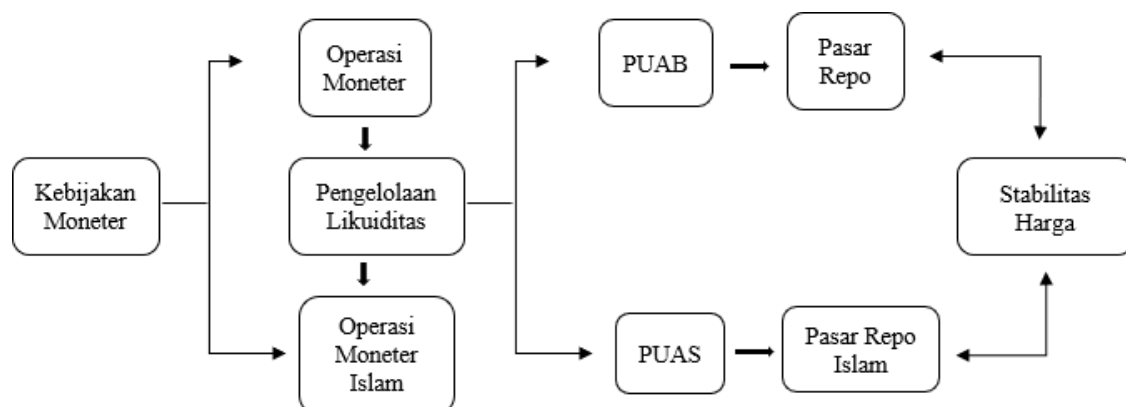 Kebijakan
Moneter
Operasi
Moneter
Pengelolaan
Likuiditas
Operasi
Moneter
Islam
PUAB
Pasar
Repo
PUAS
Pasar Repo
Islam
Stabilitas
Harga